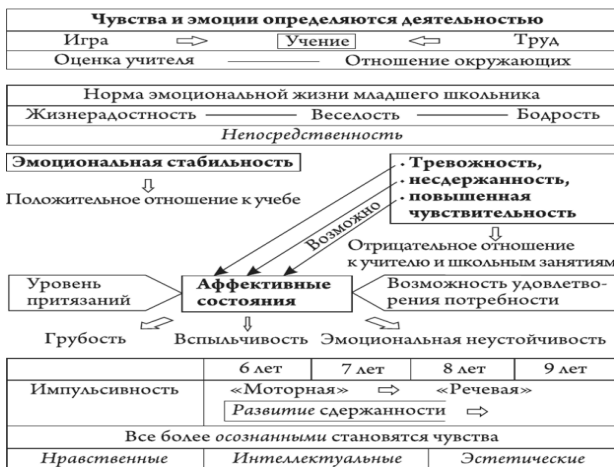 Чувства и эмоции определяются деятельностью
Игра Учение Труд
Оценка учителя Отношение окружающих
Норма эмоциональной жизни младшего школьника
Жизнерадостность Веселость Бодрость
Непосредственность
Эмоциональная стабильность
Положительное отношение к учебе
· Тревожность,
· несдержанность,
· повышенная
чувствительность
Возможно
Отрицательное отношение
к учителю и школьным занятиям
Уровень
притязаний
Аффективные
состояния
Возможность удовлетво-
рения потребности
Грубость Вспыльчивость Эмоциональная неустойчивость
6 лет 7 лет 8 лет 9 лет
Импульсивность «Моторная» «Речевая»
Развитие сдержанности
Все более осознанными становятся чувства
Нравственные Интеллектуальные Эстетические